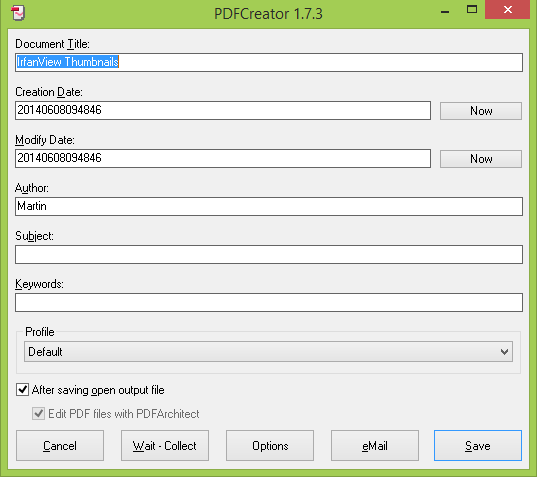 PDFCreator 1.7.3
Document Title:
IrfanView Thumbnails
Creation Date:
20140608094846
Now
Modify Date:
20140608094846
Now
Author:
Martin
Subject:
Keywords:
Profile
Default
After saving open output file
Edit PDF files with PDFArchitect
Cancel
Wait - Collect
Options
eMail
Save